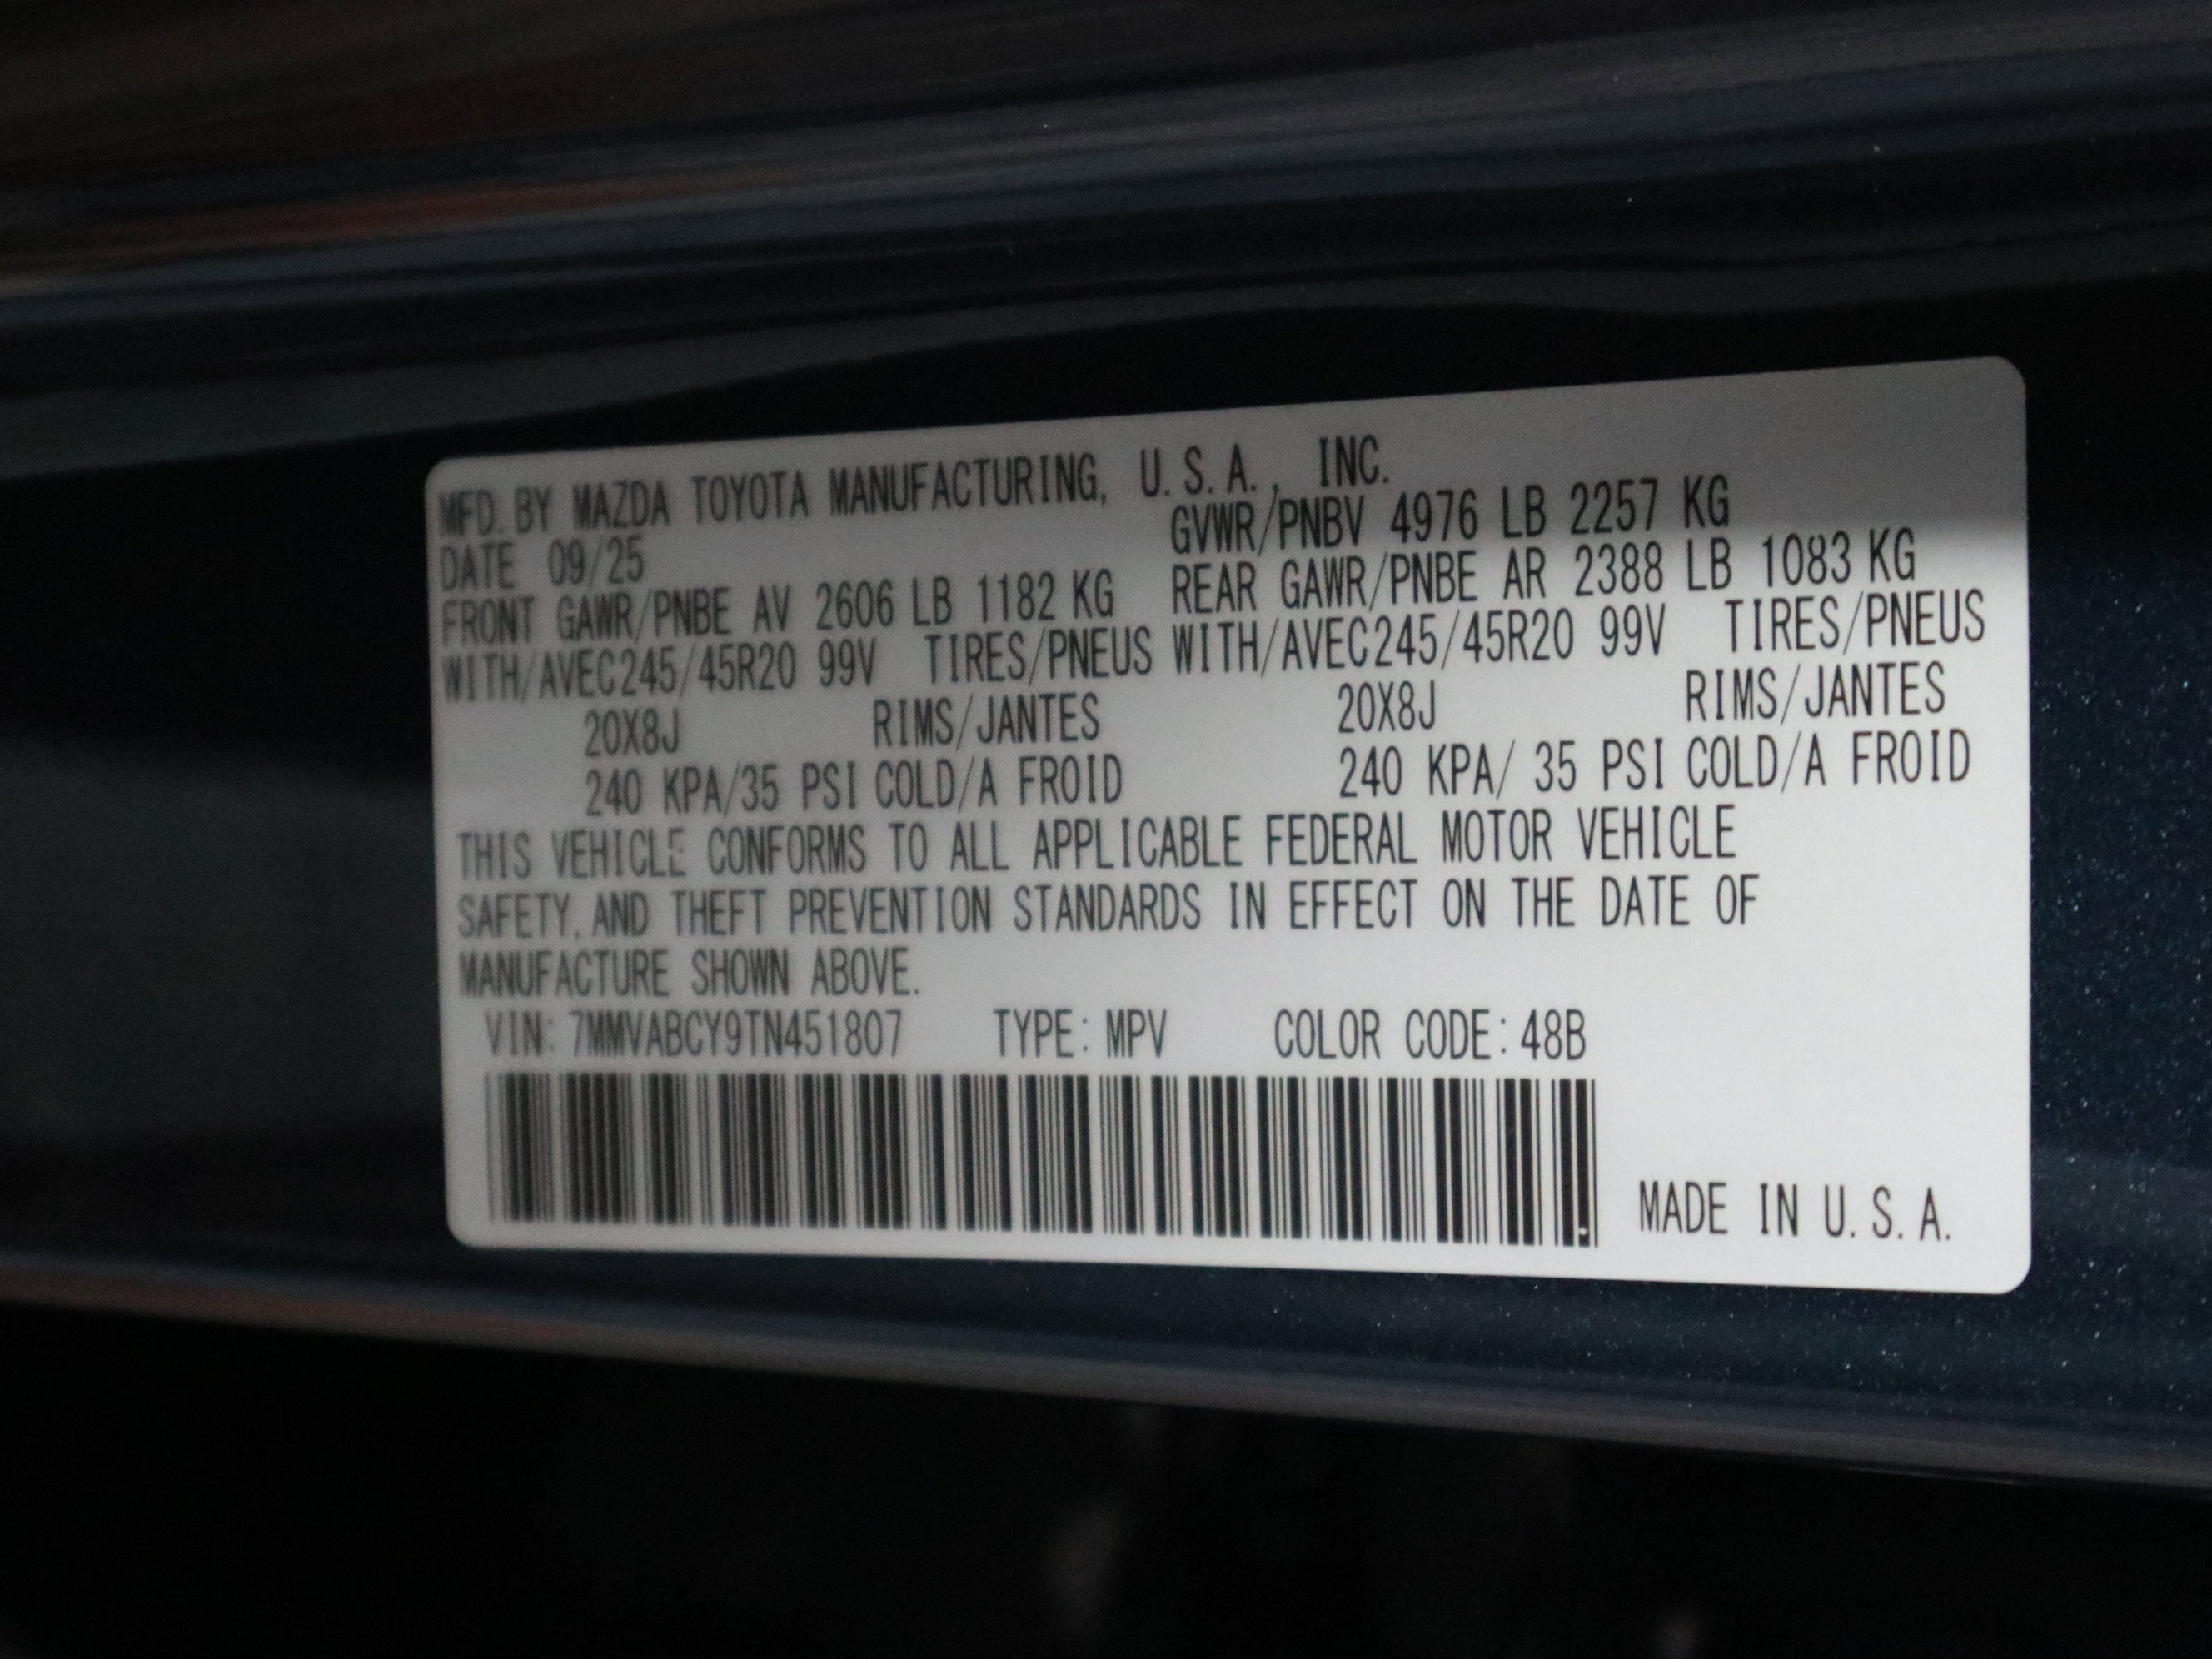 MFD. BY MAZDA TOYOTA MANUFACTURING, U.S.A., INC.
DATE 09/25 GVWR/PNBV 4976 LB 2257 KG
FRONT GAWR/PNBE AV 2606 LB 1182 KG REAR GAWR/PNBE AR 2388 LB 1083 KG
WITH/AVEC245/45R20 99V TIRES/PNEUS WITH/AVEC245/45R20 99V TIRES/PNEUS
20X8J RIMS/JANTES 20X8J RIMS/JANTES
240 KPA/35 PSI COLD/A FROID 240 KPA/ 35 PSI COLD/A FROID
THIS VEHICLE CONFORMS TO ALL APPLICABLE FEDERAL MOTOR VEHICLE
SAFETY, AND THEFT PREVENTION STANDARDS IN EFFECT ON THE DATE OF
MANUFACTURE SHOWN ABOVE.
VIN: 7MMVABCY9TN451807 TYPE: MPV COLOR CODE: 48B
MADE IN U.S.A.